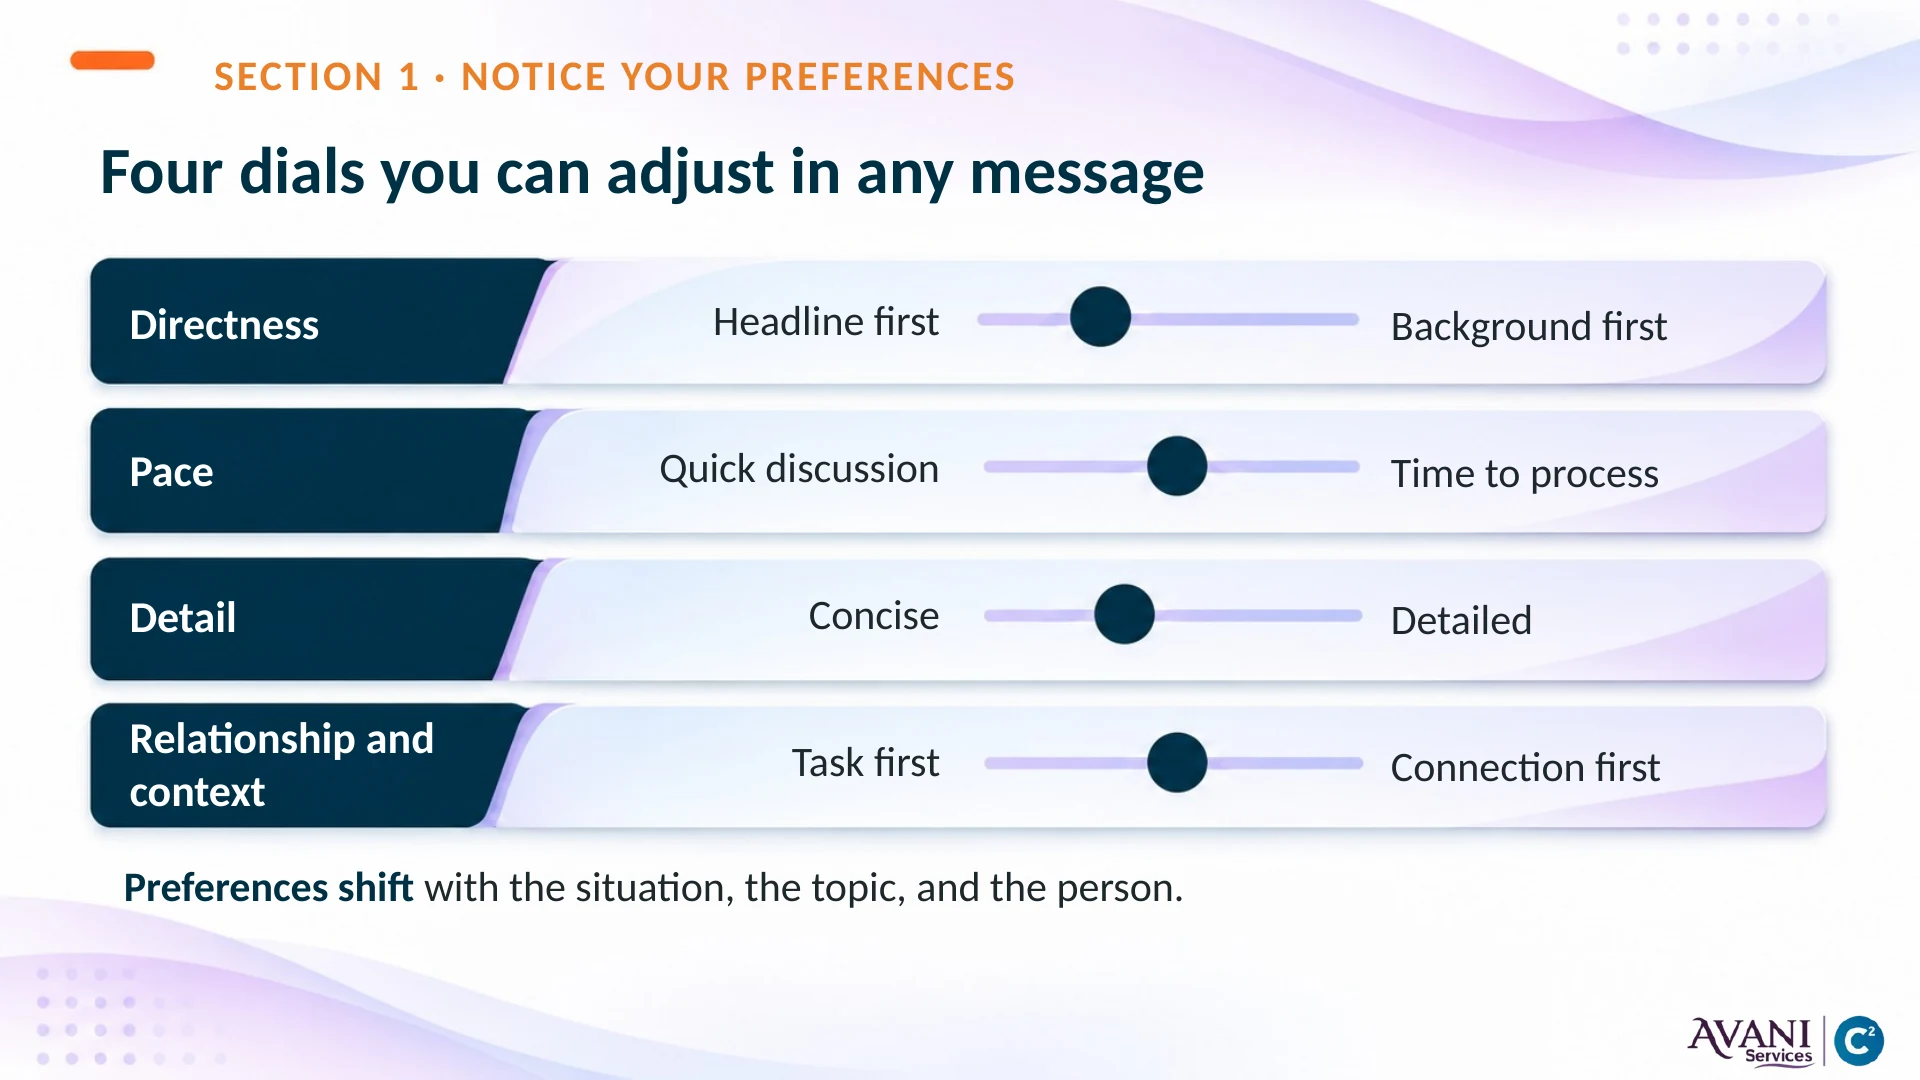 SECTION 1 · NOTICE YOUR PREFERENCES
Four dials you can adjust in any message
Directness
Headline first
Background first
Pace
Quick discussion
Time to process
Detail
Concise
Detailed
Relationship and
context
Task first
Connection first
Preferences shift with the situation, the topic, and the person.
AVANI
Services
C²